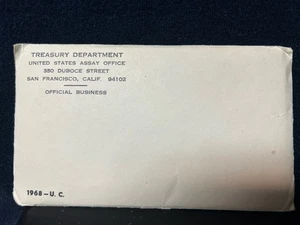 TREASURY DEPARTMENT
UNITED STATES ASSAY OFFICE
350 DUBOCE STREET
SAN FRANCISCO, CALIF. 94102
OFFICIAL BUSINESS
1968-U.C.